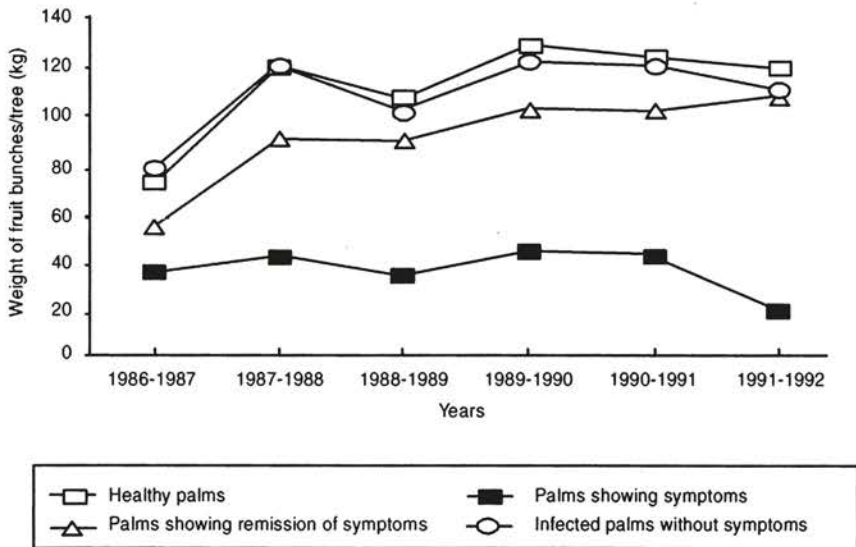 Weight of fruit bunches/tree (kg)
140
120
100
80
60
40
20
0
1986-1987 1987-1988 1988-1989 1989-1990 1990-1991 1991-1992
Years
Healthy palms Palms showing symptoms
Palms showing remission of symptoms Infected palms without symptoms